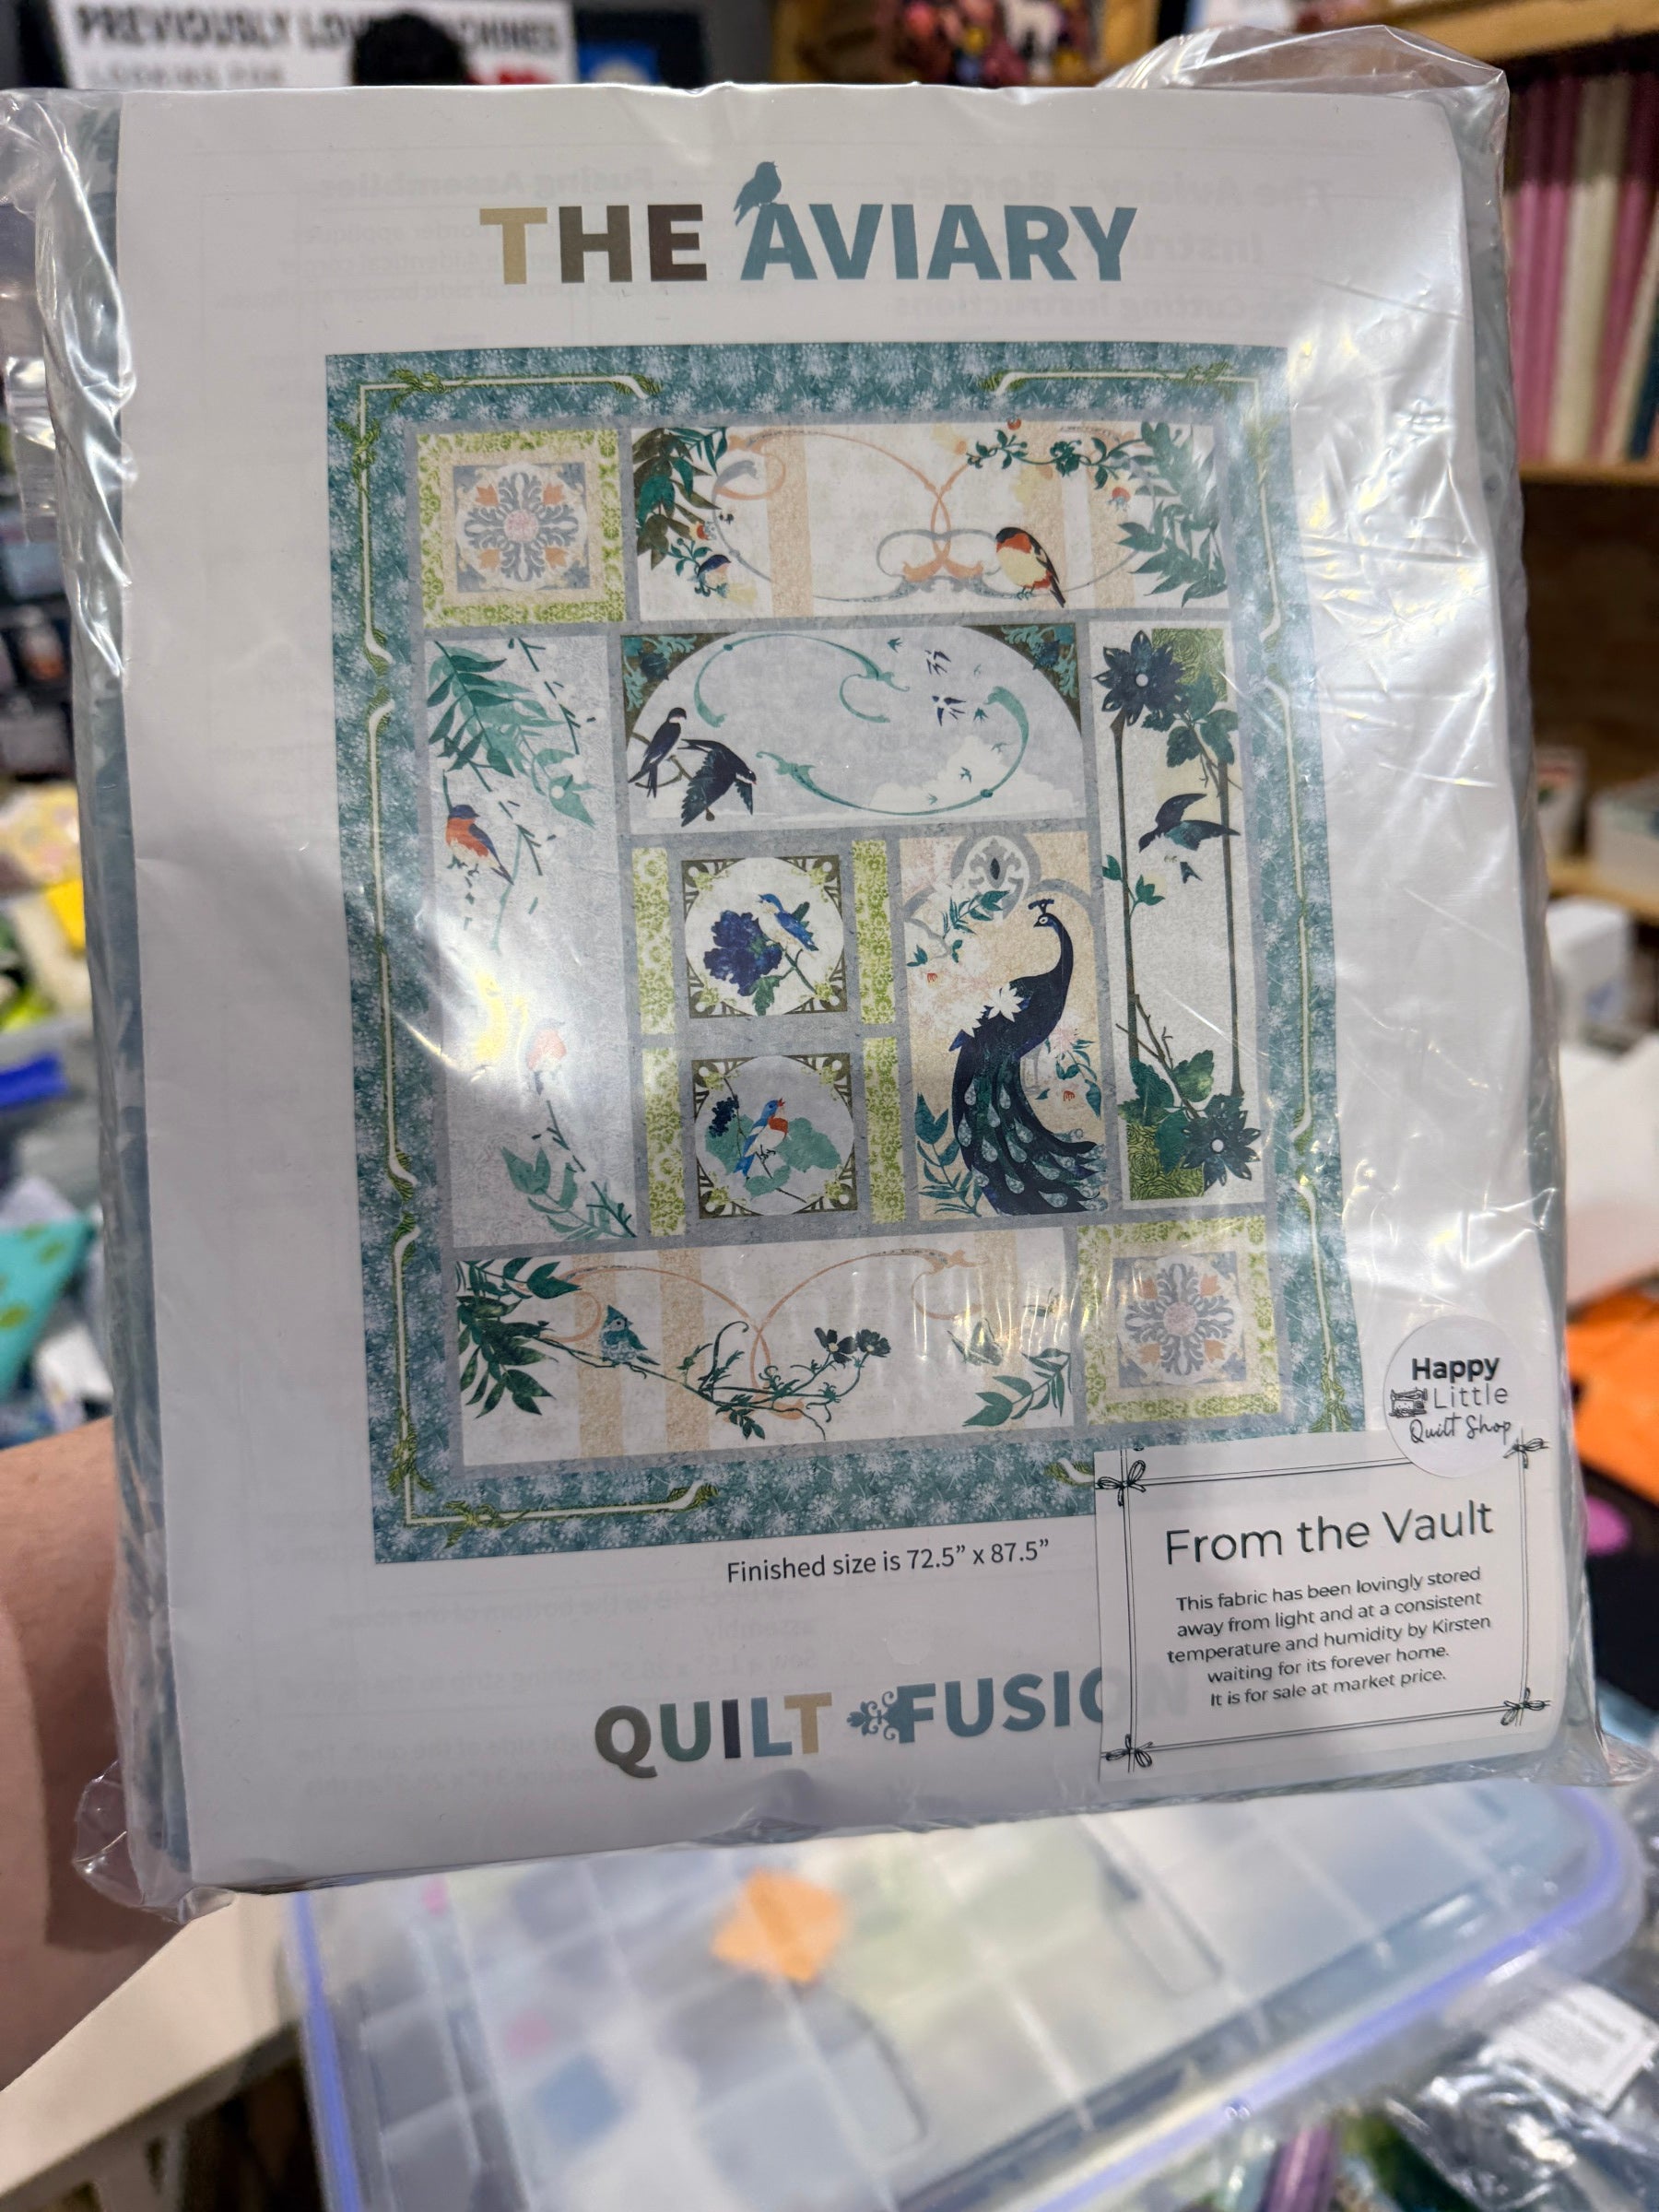 PREVIOUSLY
THE AVIARY
Finished size is 72.5" x 87.5"
QUILT FUSION
Happy
Little
Quilt Shop
From the Vault
This fabric has been lovingly stored
away from light and at a consistent
temperature and humidity by Kirsten
waiting for its forever home.
It is for sale at market price.